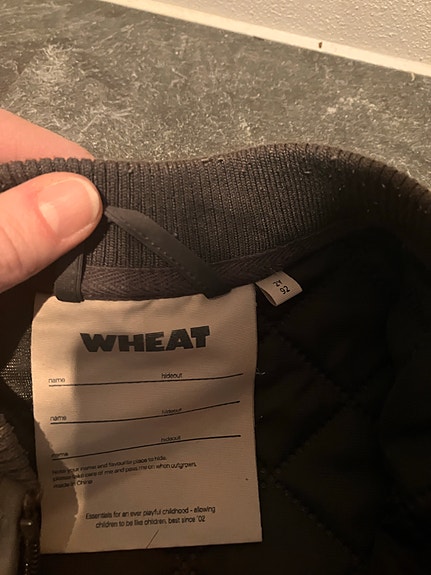 WHEAT
2Y
92
name hideout
name hideout
name hideout
Note your name and favourite place to hide.
please take care of me and pass me on when outgrown.
made in China
Essentials for an ever playful childhood - allowing
children to be like children, best since '02